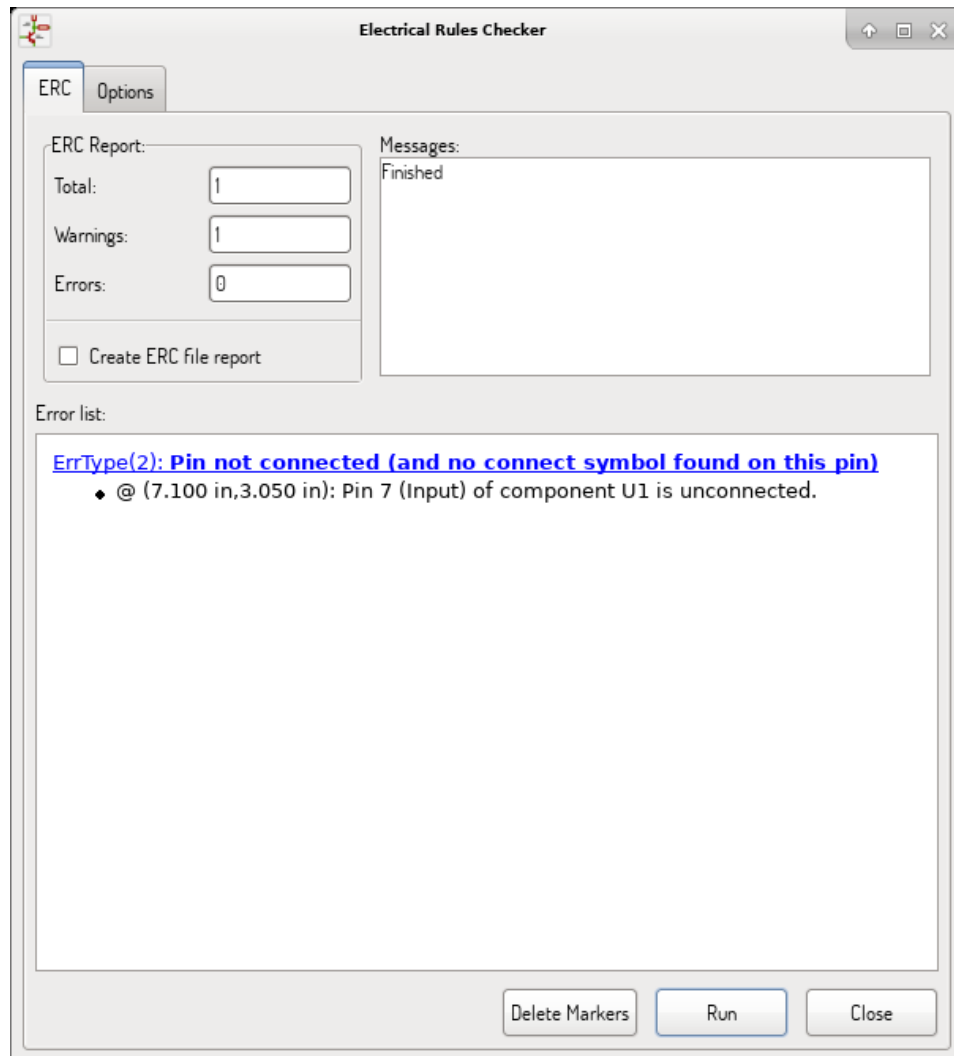 Electrical Rules Checker
ERC
Options
ERC Report:
Total:
1
Warnings:
1
Errors:
0
Create ERC file report
Messages:
Finished
Error list:
ErrType(2): Pin not connected (and no connect symbol found on this pin)
@ (7.100 in,3.050 in): Pin 7 (Input) of component U1 is unconnected.
Delete Markers
Run
Close